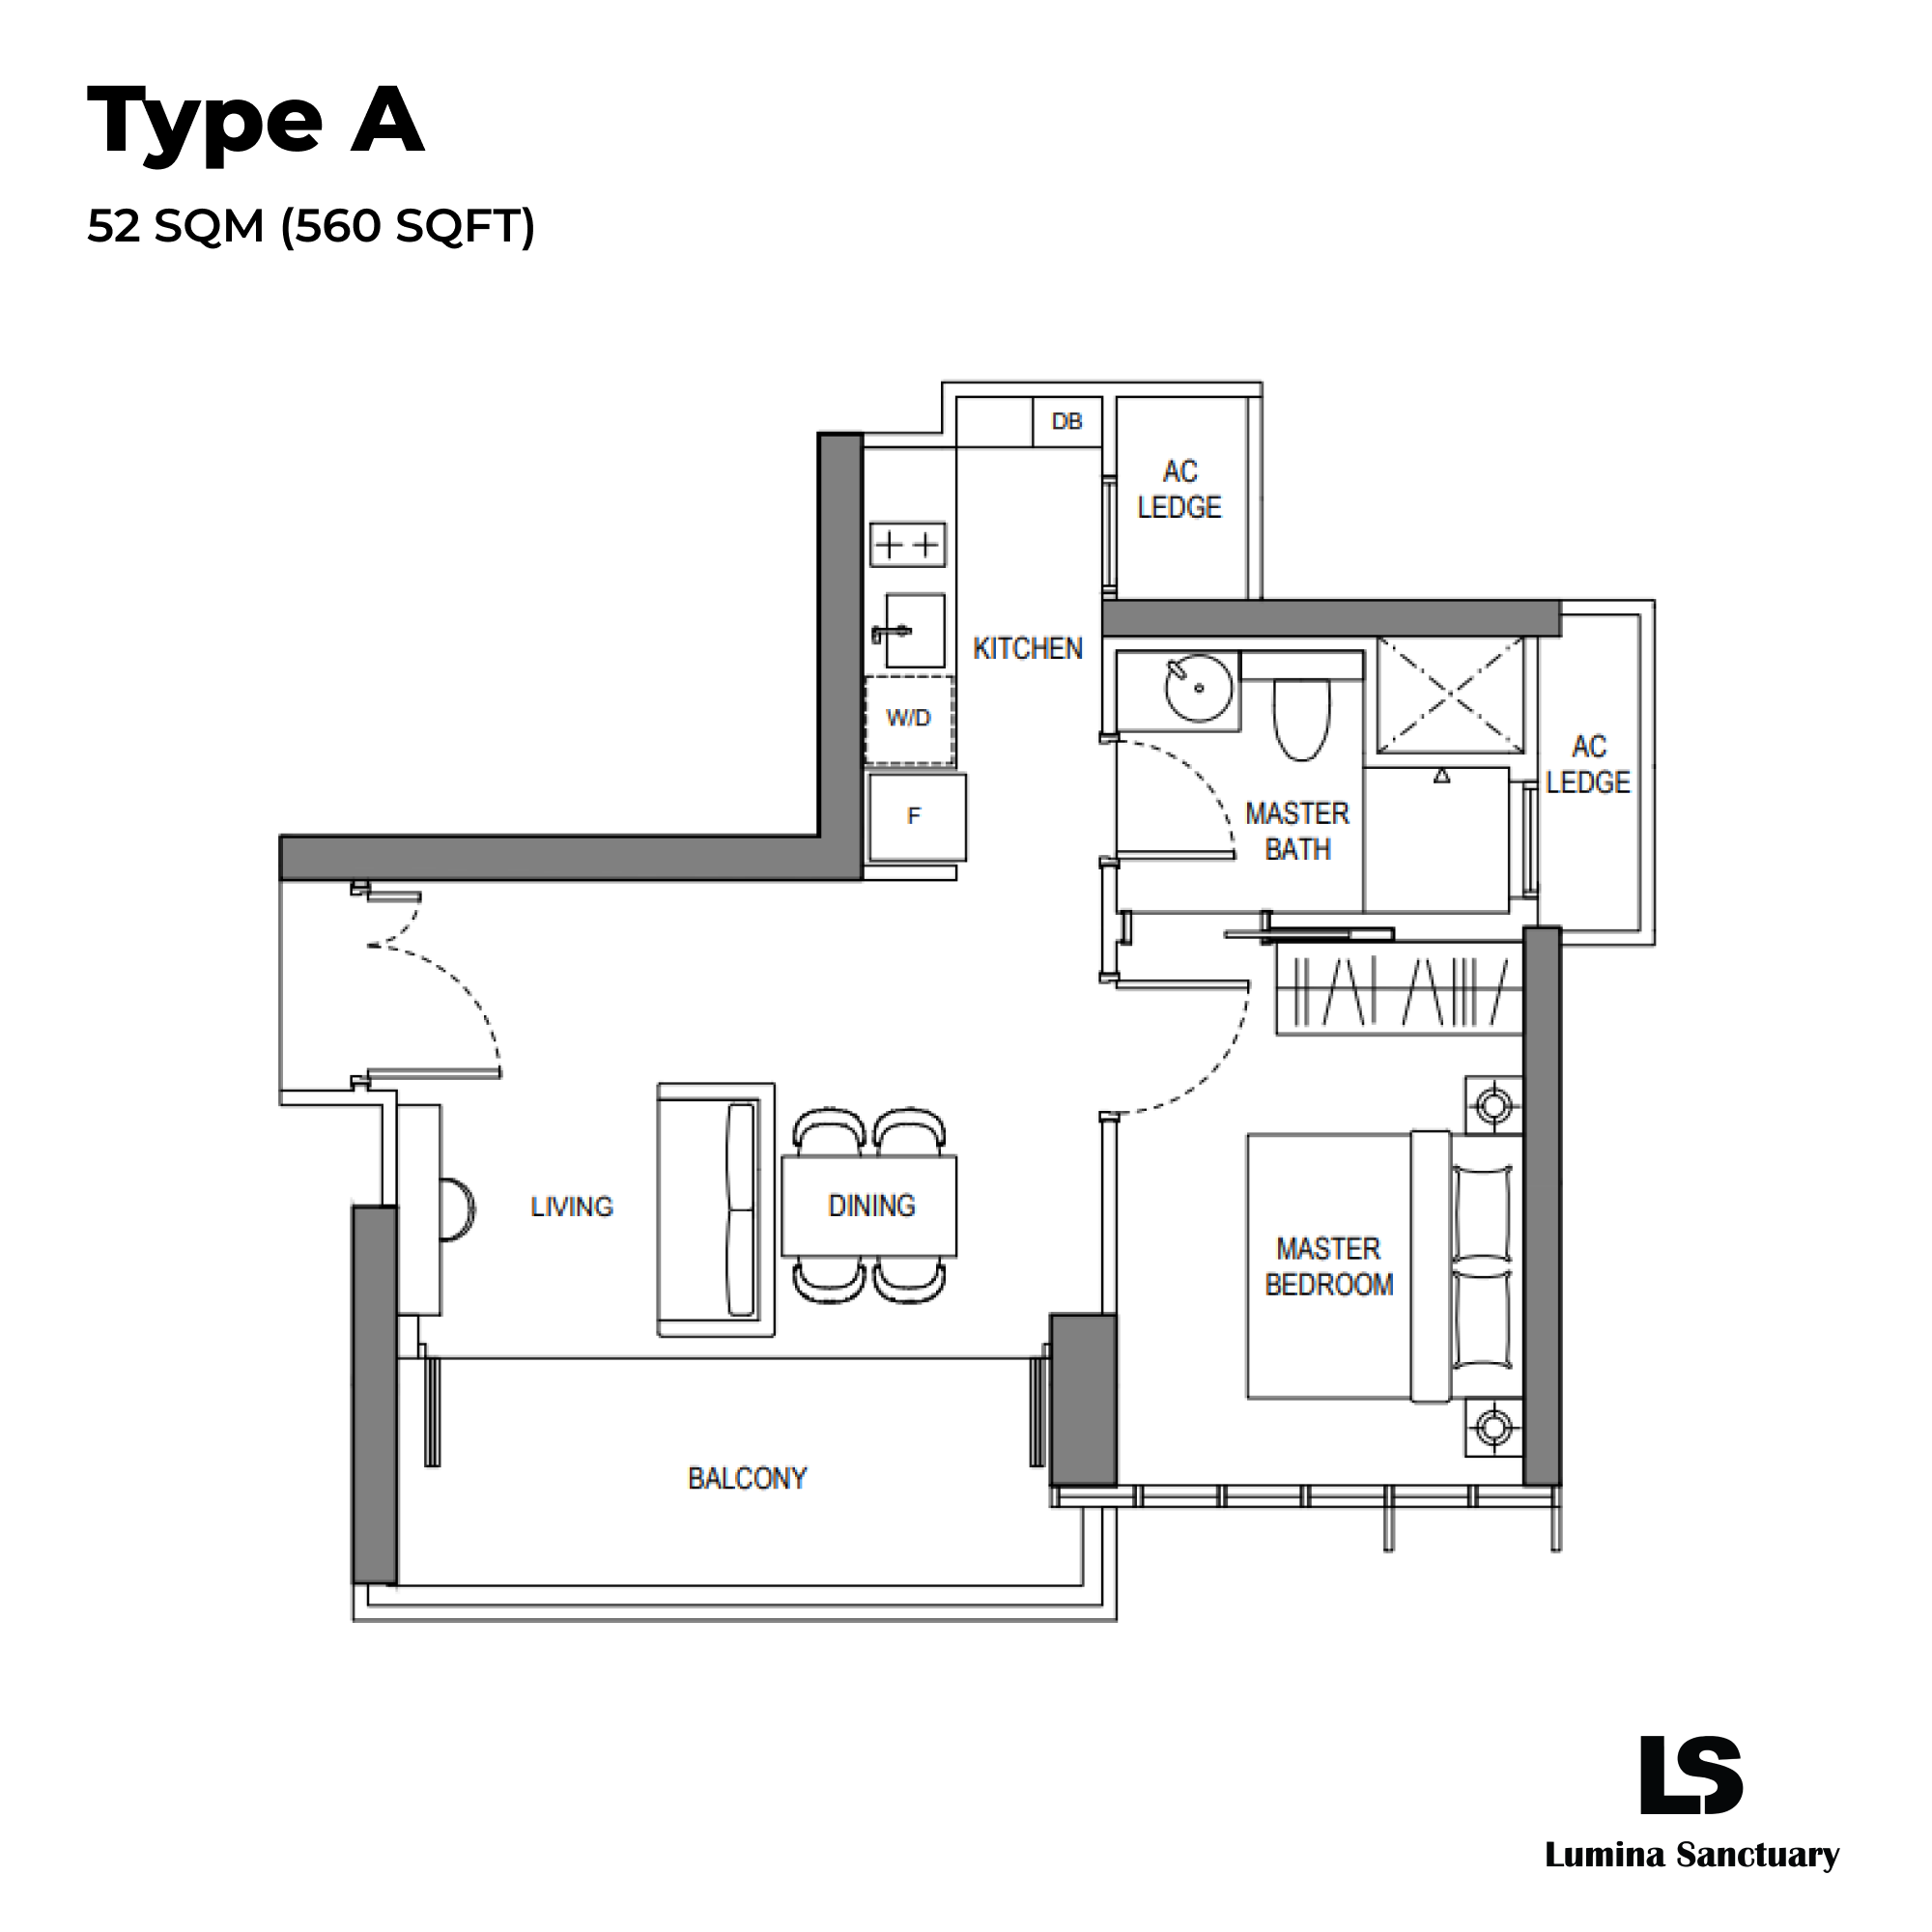 Type A
52 SQM (560 SQFT)
DB
AC
LEDGE
KITCHEN
W/D
F
MASTER
BATH
AC
LEDGE
LIVING
DINING
MASTER
BEDROOM
BALCONY
LS
Lumina Sanctuary